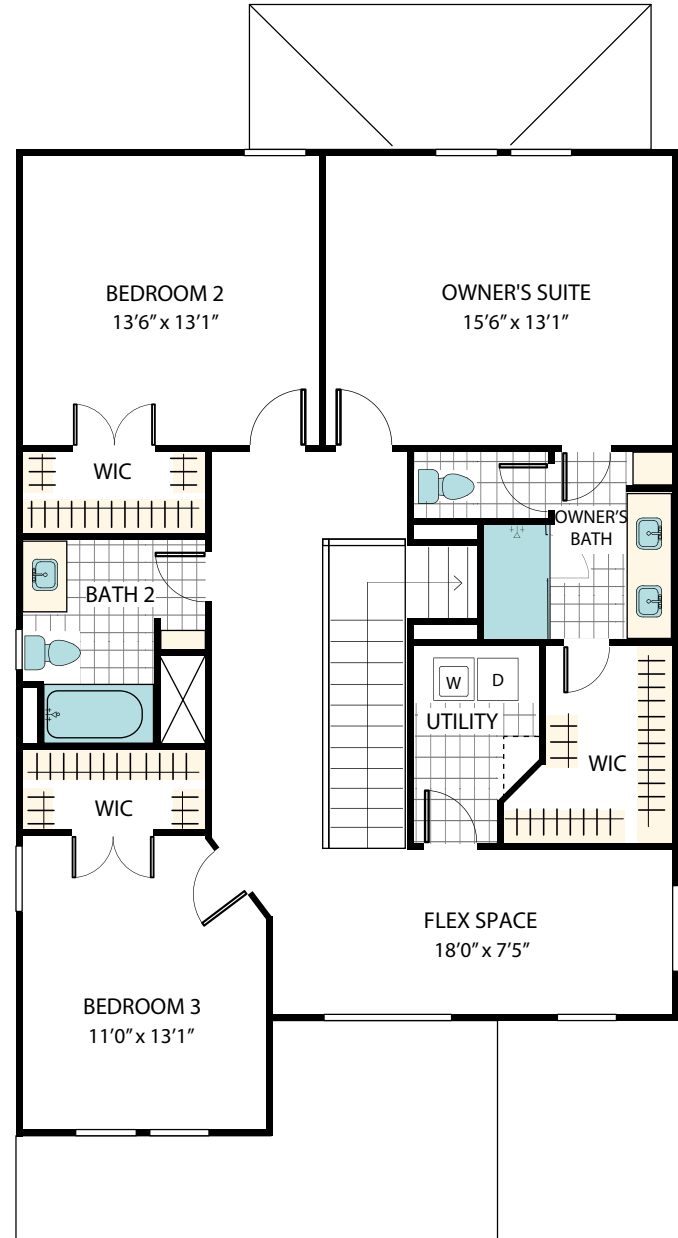 BEDROOM 2
13’6” x 13’1”
OWNER'S SUITE
15’6” x 13’1”
WIC
OWNER'S
BATH
BATH 2
W
D
UTILITY
WIC
WIC
FLEX SPACE
18’0” x 7’5”
BEDROOM 3
11’0” x 13’1”